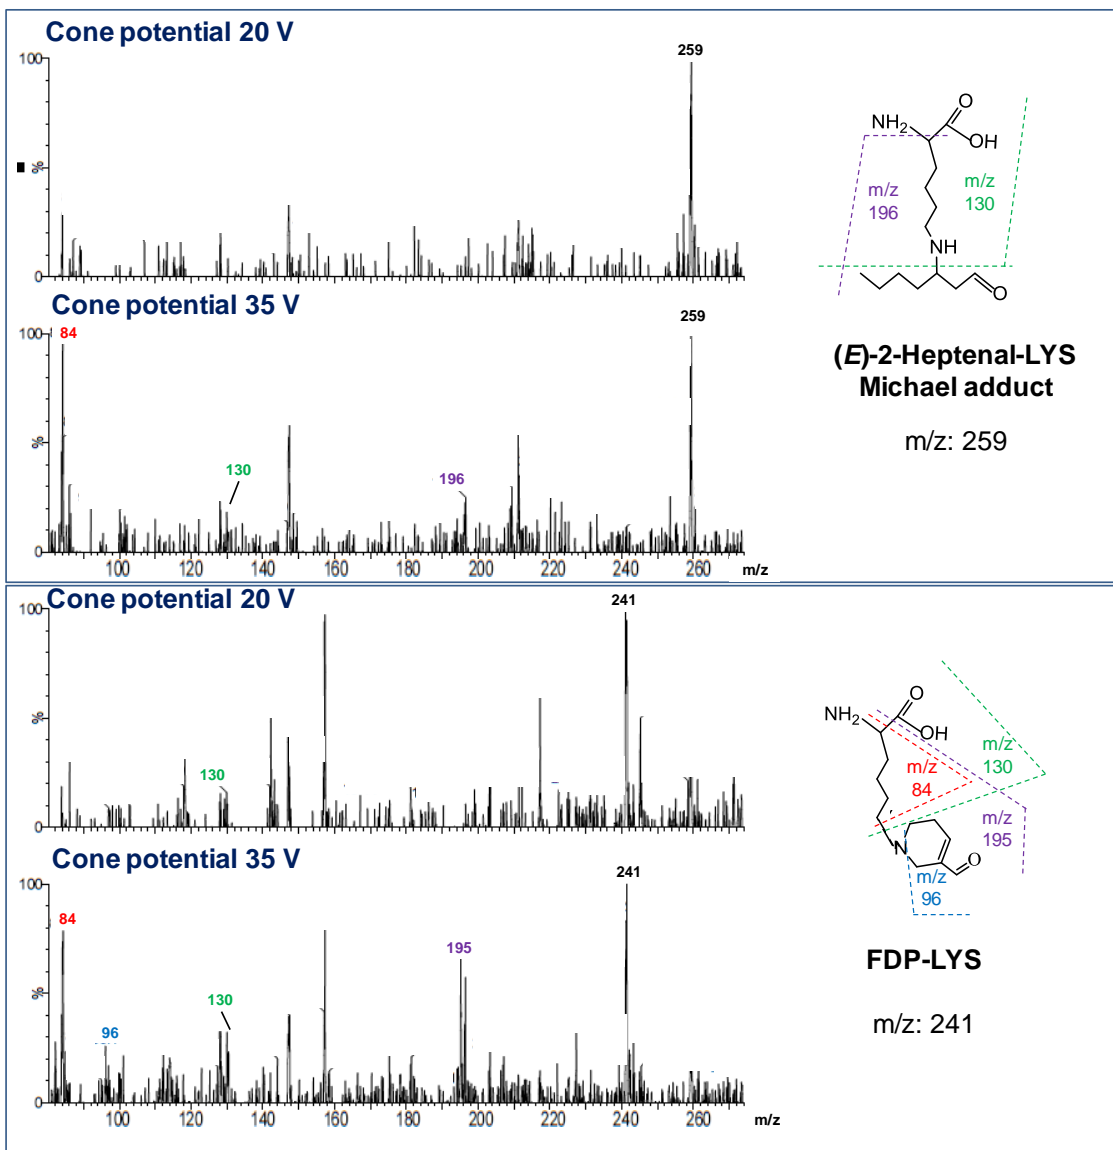 Cone potential 20 V
100
%
0
259
NH2
O
OH
m/z
196
m/z
130
NH
O
Cone potential 35 V
100
%
0
84
130
196
259
100 120 140 160 180 200 220 240 260 m/z
(E)-2-Heptenal-LYS
Michael adduct
m/z: 259
Cone potential 20 V
100
%
0
130
241
NH2
O
OH
m/z
84
m/z
130
m/z
195
N
O
m/z
96
Cone potential 35 V
100
%
0
84
96
130
195
241
100 120 140 160 180 200 220 240 260 m/z
FDP-LYS
m/z: 241